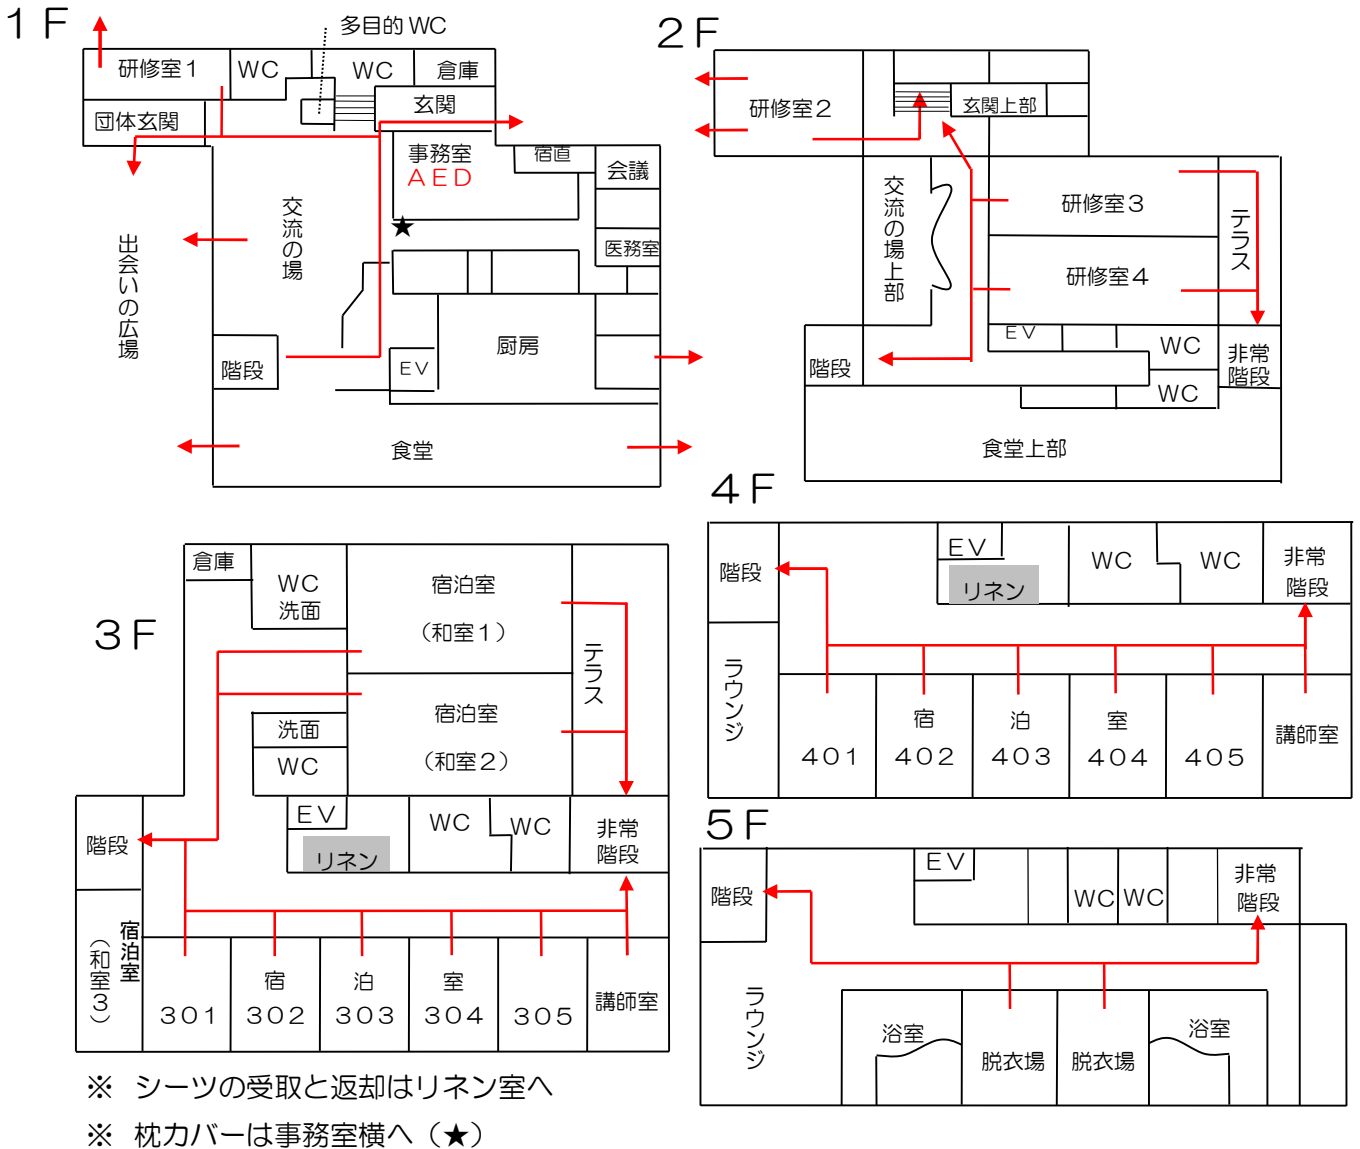 １Ｆ
多目的 WC
研修室１
WC
WC
倉庫
団体玄関
玄関
事務室
ＡＥＤ
宿直
会議
交流の場
★
医務室
出会いの広場
階段
ＥＶ
厨房
食堂
２Ｆ
研修室２
玄関上部
交流の場上部
研修室３
テラス
研修室４
ＥＶ
WC
階段
非常
階段
WC
食堂上部
３Ｆ
倉庫
WC
洗面
宿泊室
（和室１）
テラス
洗面
WC
宿泊室
（和室２）
階段
ＥＶ
リネン
WC
WC
非常
階段
宿泊室
（和室３）
宿 泊 室
３０１ ３０２ ３０３ ３０４ ３０５
講師室
４Ｆ
階段
ＥＶ
リネン
WC
WC
非常
階段
ラウンジ
宿 泊 室
４０１ ４０２ ４０３ ４０４ ４０５
講師室
５Ｆ
階段
ＥＶ
WC
WC
非常
階段
ラウンジ
浴室
脱衣場
脱衣場
浴室
※ シーツの受取と返却はリネン室へ
※ 枕カバーは事務室横へ（★）